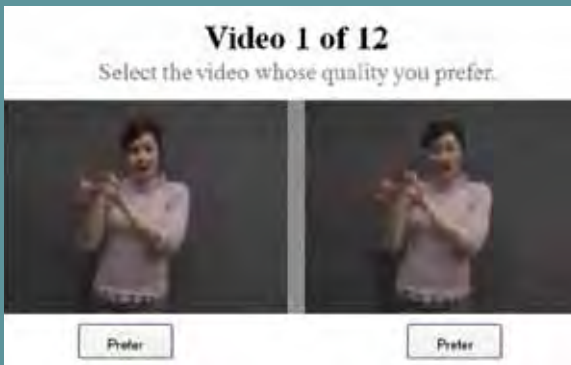 Video 1 of 12
Select the video whose quality you prefer.
Prefer
Prefer